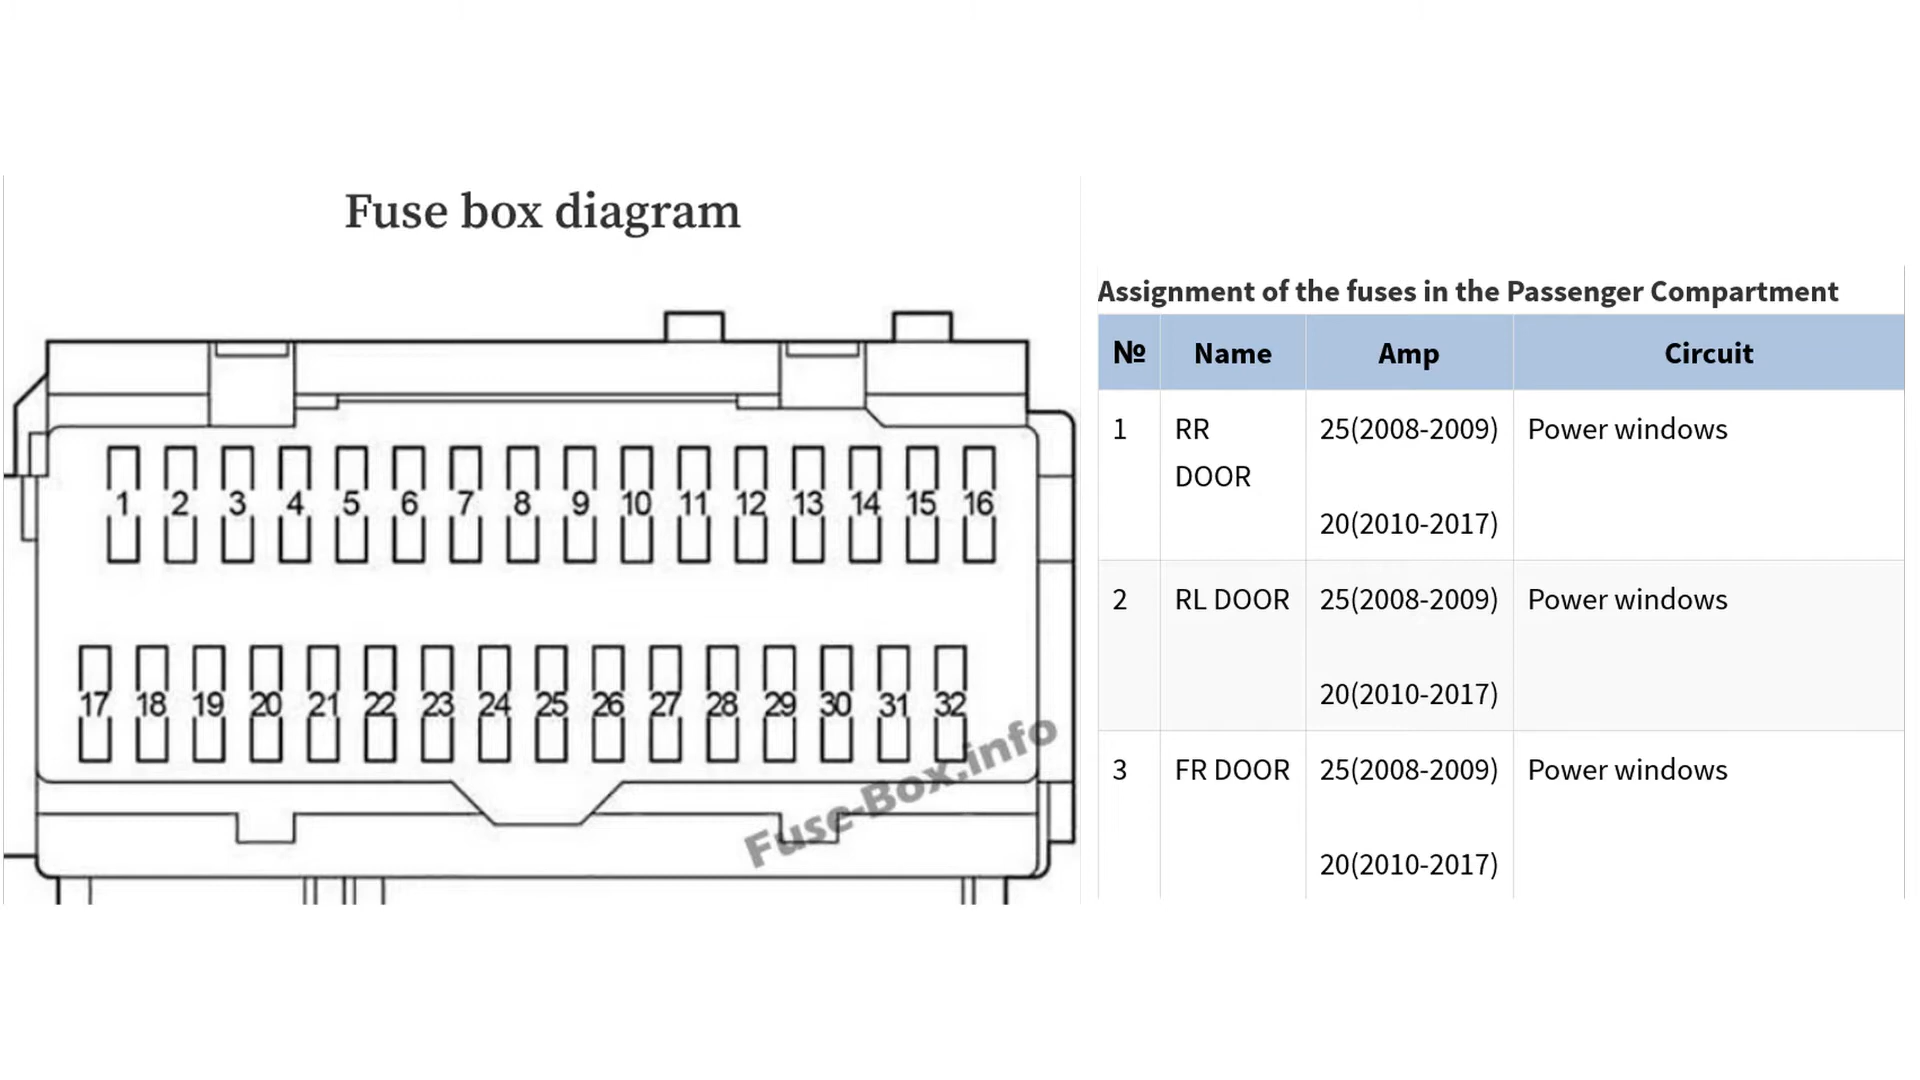 Fuse box diagram
1 2 3 4 5 6 7 8 9 10 11 12 13 14 15 16
17 18 19 20 21 22 23 24 25 26 27 28 29 30 31 32
Fuse-Box.info
Assignment of the fuses in the Passenger Compartment
№ Name Amp Circuit
1 RR 25(2008-2009) Power windows
DOOR
20(2010-2017)
2 RL DOOR 25(2008-2009) Power windows
20(2010-2017)
3 FR DOOR 25(2008-2009) Power windows
20(2010-2017)